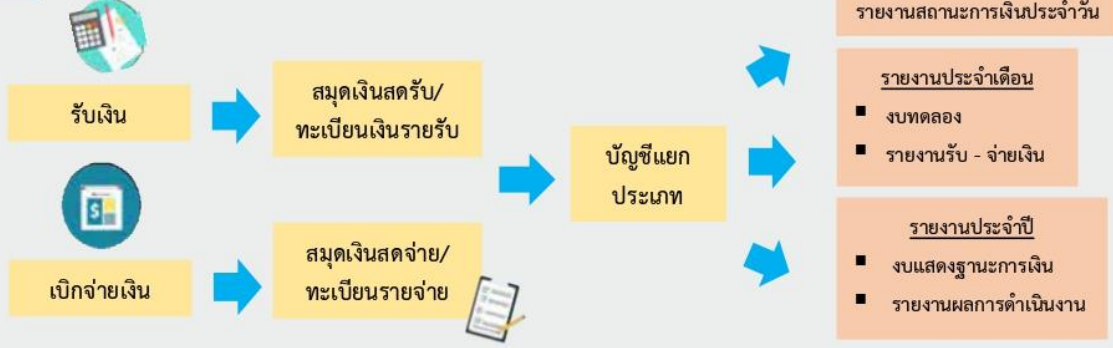 รับเงิน
สมุดเงินสดรับ/
ทะเบียนเงินรายรับ
เบิกจ่ายเงิน
สมุดเงินสดจ่าย/
ทะเบียนรายจ่าย
บัญชีแยก
ประเภท
รายงานสถานะการเงินประจำวัน
รายงานประจำเดือน
▪ งบทดลอง
▪ รายงานรับ - จ่ายเงิน
รายงานประจำปี
▪ งบแสดงฐานะการเงิน
▪ รายงานผลการดำเนินงาน